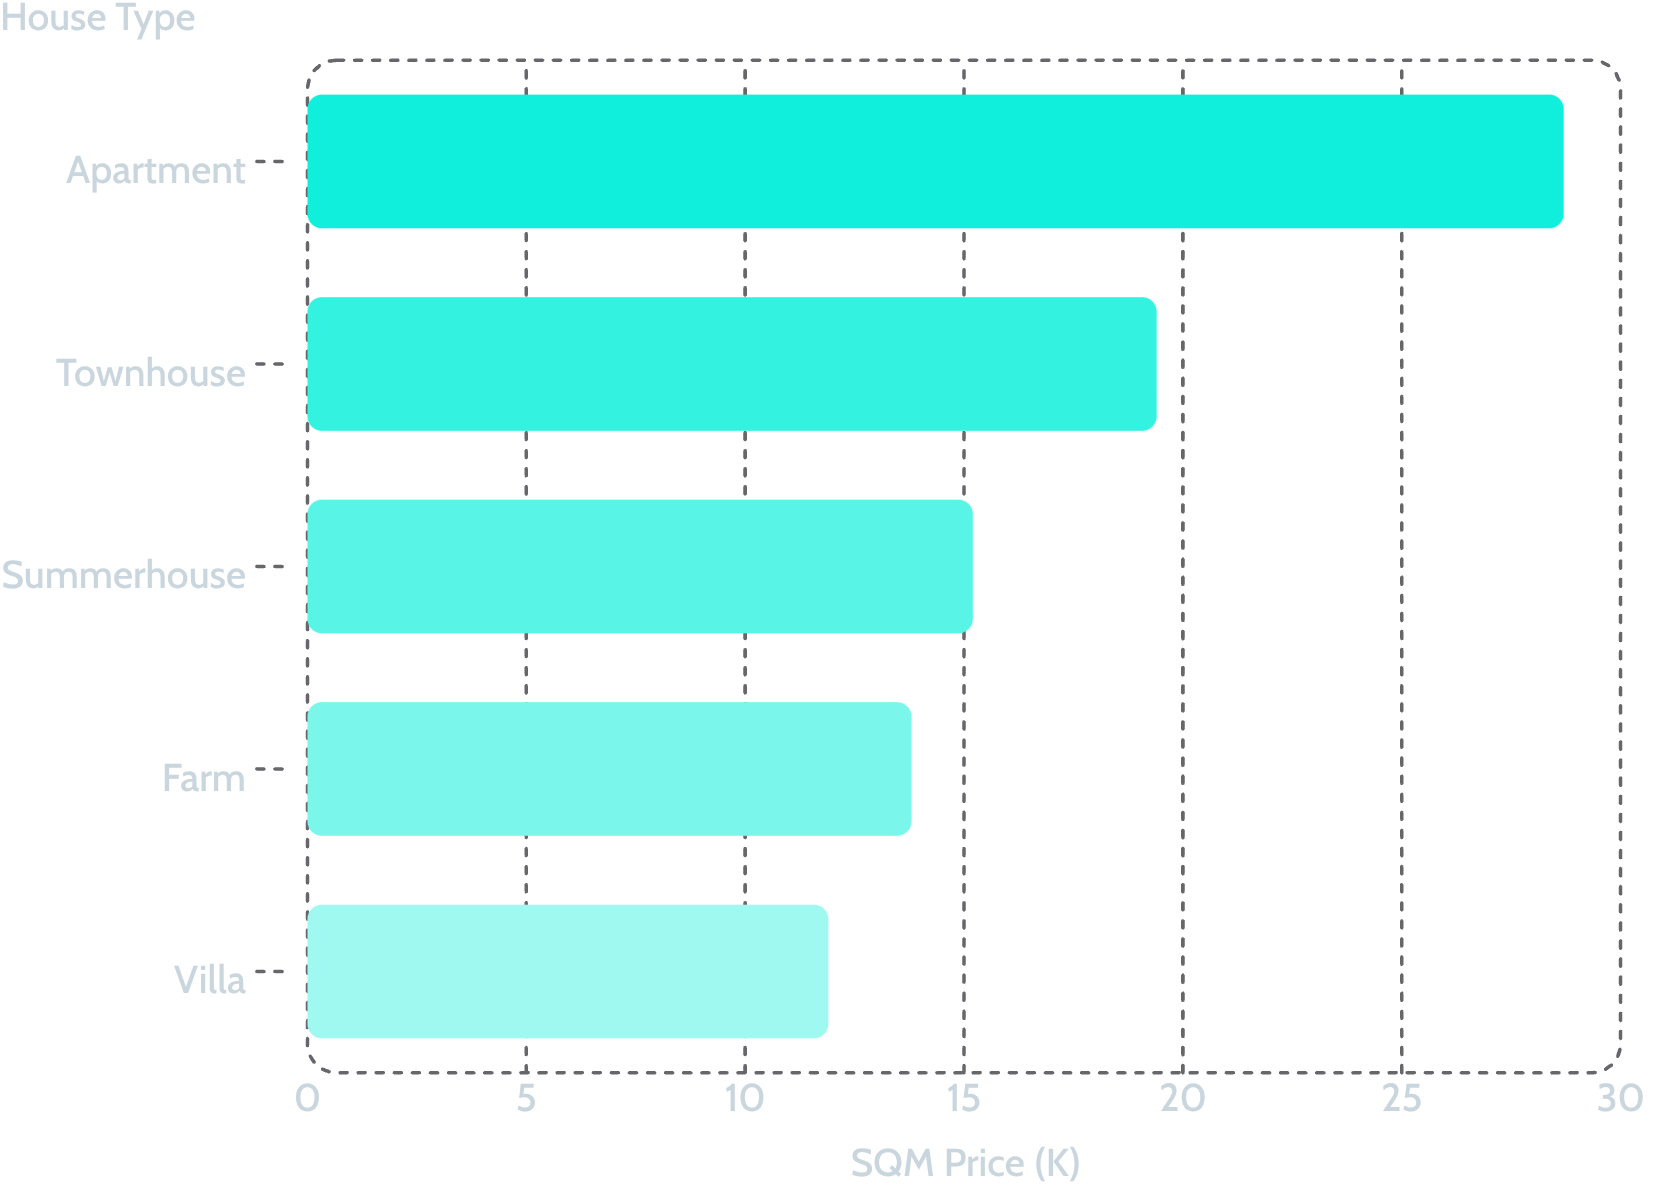 House Type
Apartment
Townhouse
Summerhouse
Farm
Villa
0 5 10 15 20 25 30
SQM Price (K)